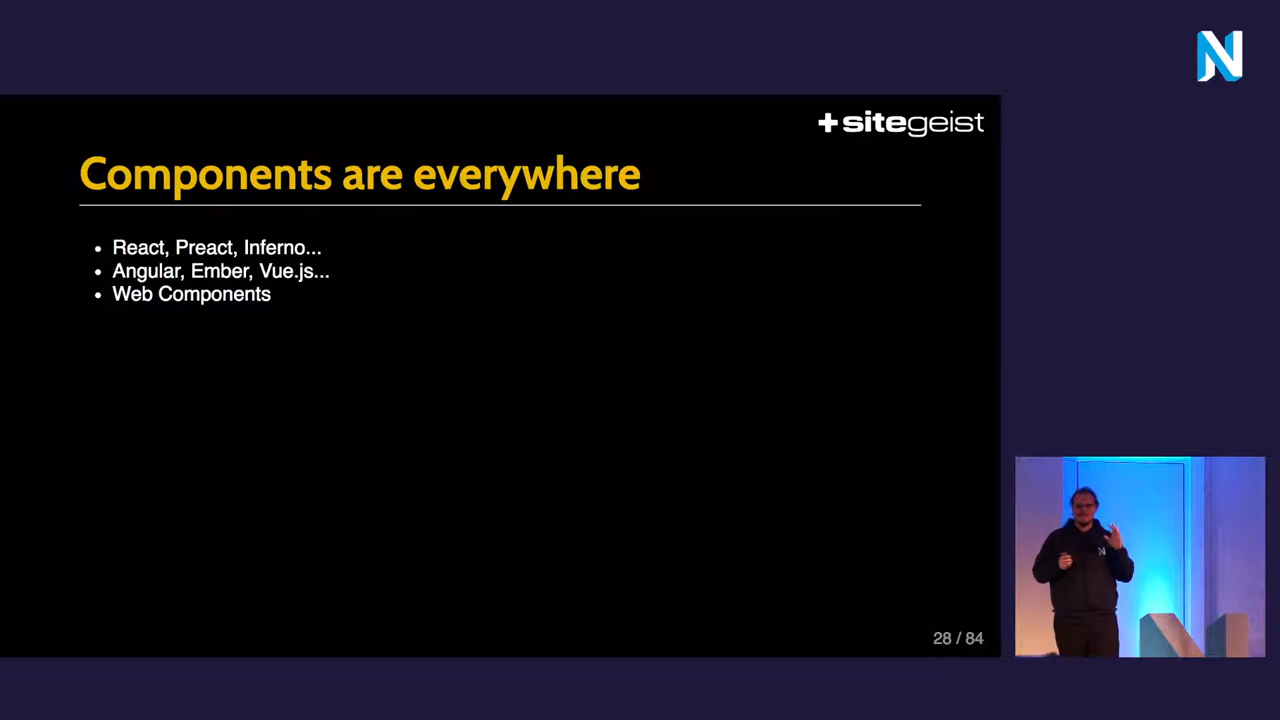 N
+sitegeist
Components are everywhere
• React, Preact, Inferno...
• Angular, Ember, Vue.js...
• Web Components
28 / 84
N
N